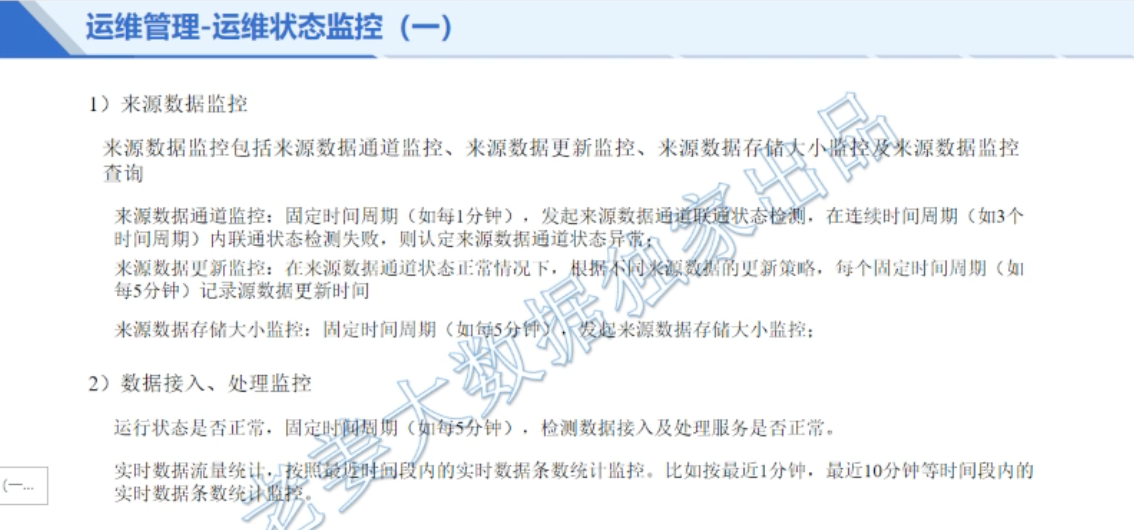 运维管理-运维状态监控（一）
1）来源数据监控
来源数据监控包括来源数据通道监控、来源数据更新监控、来源数据存储大小监控及来源数据监控
查询
来源数据通道监控：固定时间周期（如每1分钟），发起来源数据通道联通状态检测，在连续时间周期（如3个
时间周期）内联通状态检测失败，则认定来源数据通道状态异常；
来源数据更新监控：在来源数据通道状态正常情况下，根据不同来源数据的更新策略，每个固定时间周期（如
每5分钟）记录源数据更新时间
来源数据存储大小监控：固定时间周期（如每5分钟），发起来源数据存储大小监控；
2）数据接入、处理监控
运行状态是否正常，固定时间周期（如每5分钟），检测数据接入及处理服务是否正常。
实时数据流量统计，按照最近时间段内的实时数据条数统计监控。比如按最近1分钟，最近10分钟等时间段内的
实时数据条数统计监控。
(一...
老姜大数据独家出品